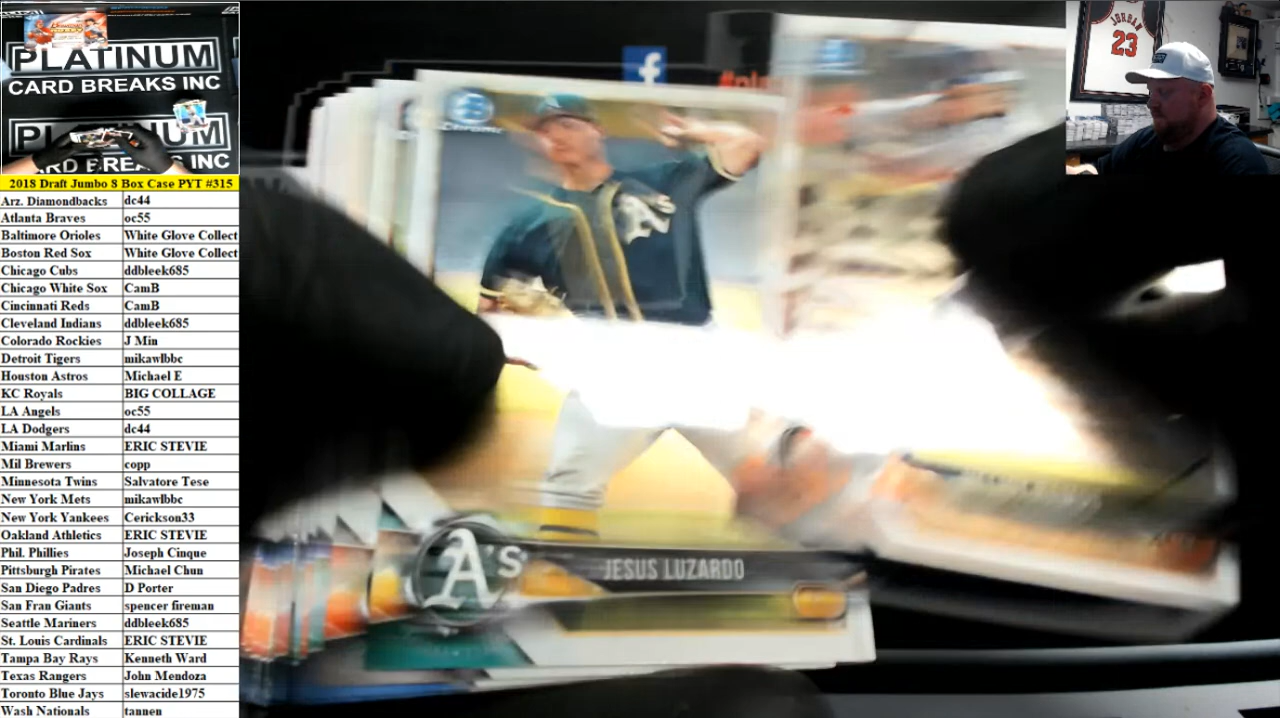 PLATINUM
CARD BREAKS INC
2018 Draft Jumbo 8 Box Case PYT #315
Arz. Diamondbacks dc44
Atlanta Braves oc55
Baltimore Orioles White Glove Collect
Boston Red Sox White Glove Collect
Chicago Cubs ddbleek685
Chicago White Sox CamB
Cincinnati Reds CamB
Cleveland Indians ddbleek685
Colorado Rockies J Min
Detroit Tigers mikawlbbc
Houston Astros Michael E
KC Royals BIG COLLAGE
LA Angels oc55
LA Dodgers dc44
Miami Marlins ERIC STEVIE
Mil Brewers copp
Minnesota Twins Salvatore Tese
New York Mets mikawlbbc
New York Yankees Cerickson33
Oakland Athletics ERIC STEVIE
Phil. Phillies Joseph Cinque
Pittsburgh Pirates Michael Chun
San Diego Padres D Porter
San Fran Giants spencer fireman
Seattle Mariners ddbleek685
St. Louis Cardinals ERIC STEVIE
Tampa Bay Rays Kenneth Ward
Texas Rangers John Mendoza
Toronto Blue Jays slewacide1975
Wash Nationals tannen
f
Chrome
A's
A's
JESUS LUZARDO
JORDAN
23